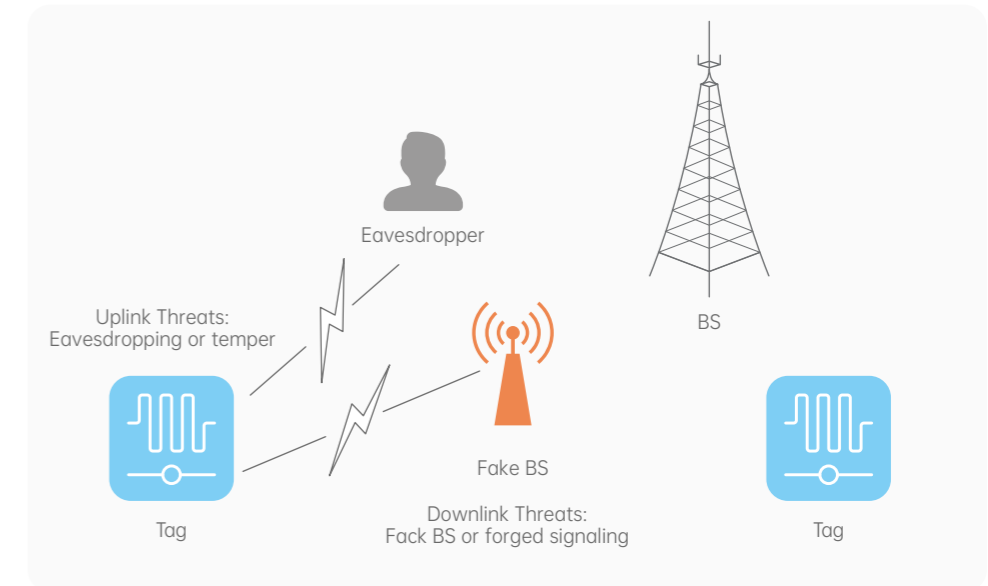 Eavesdropper
Uplink Threats:
Eavesdropping or temper
BS
Fake BS
Downlink Threats:
Fack BS or forged signaling
Tag
Tag